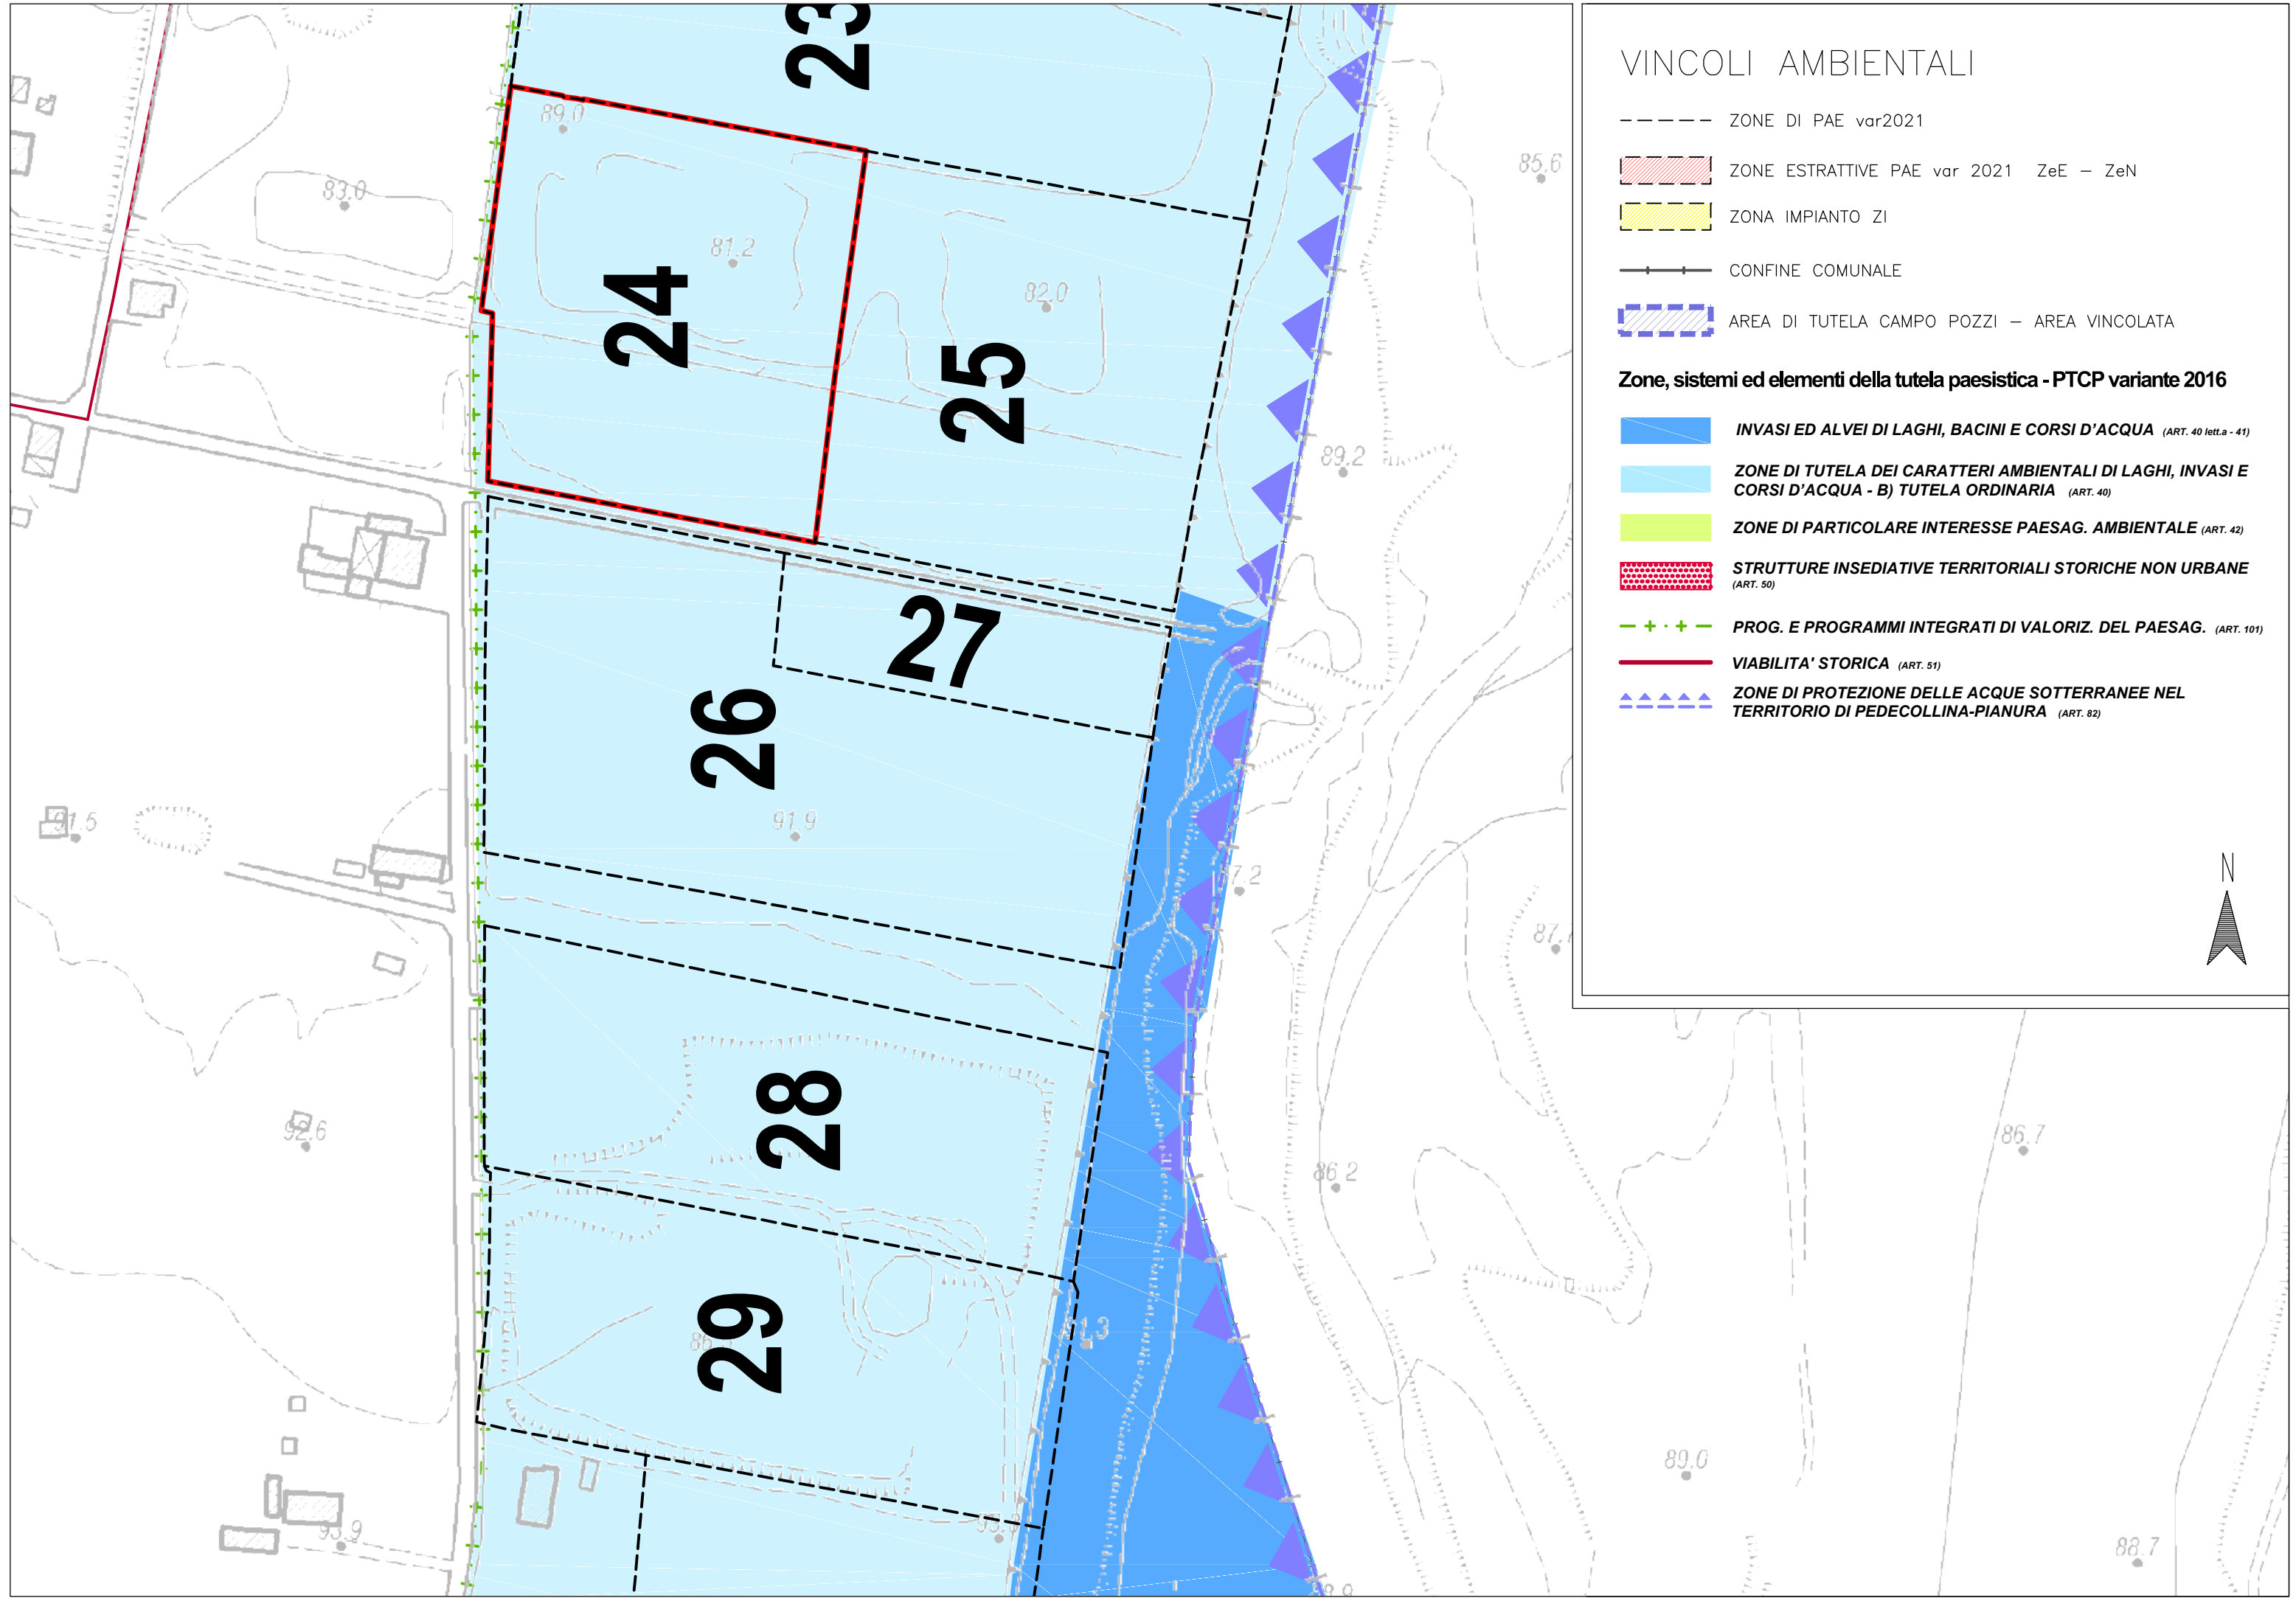 VINCOLI AMBIENTALI
ZONE DI PAE var2021
ZONE ESTRATTIVE PAE var 2021 ZeE – ZeN
ZONA IMPIANTO ZI
CONFINE COMUNALE
AREA DI TUTELA CAMPO POZZI – AREA VINCOLATA
Zone, sistemi ed elementi della tutela paesistica - PTCP variante 2016
INVASI ED ALVEI DI LAGHI, BACINI E CORSI D'ACQUA (ART. 40 lett.a - 41)
ZONE DI TUTELA DEI CARATTERI AMBIENTALI DI LAGHI, INVASI E
CORSI D'ACQUA - B) TUTELA ORDINARIA (ART. 40)
ZONE DI PARTICOLARE INTERESSE PAESAG. AMBIENTALE (ART. 42)
STRUTTURE INSEDIATIVE TERRITORIALI STORICHE NON URBANE
(ART. 50)
PROG. E PROGRAMMI INTEGRATI DI VALORIZ. DEL PAESAG. (ART. 101)
VIABILITA' STORICA (ART. 51)
ZONE DI PROTEZIONE DELLE ACQUE SOTTERRANEE NEL
TERRITORIO DI PEDECOLLINA-PIANURA (ART. 82)
N
23
89.0
83.0
85.6
81.2
24
82.0
25
89.2
27
26
91.9
91.5
7.2
87.
28
92.6
86.7
86 2
29
89.0
93.9
88.7